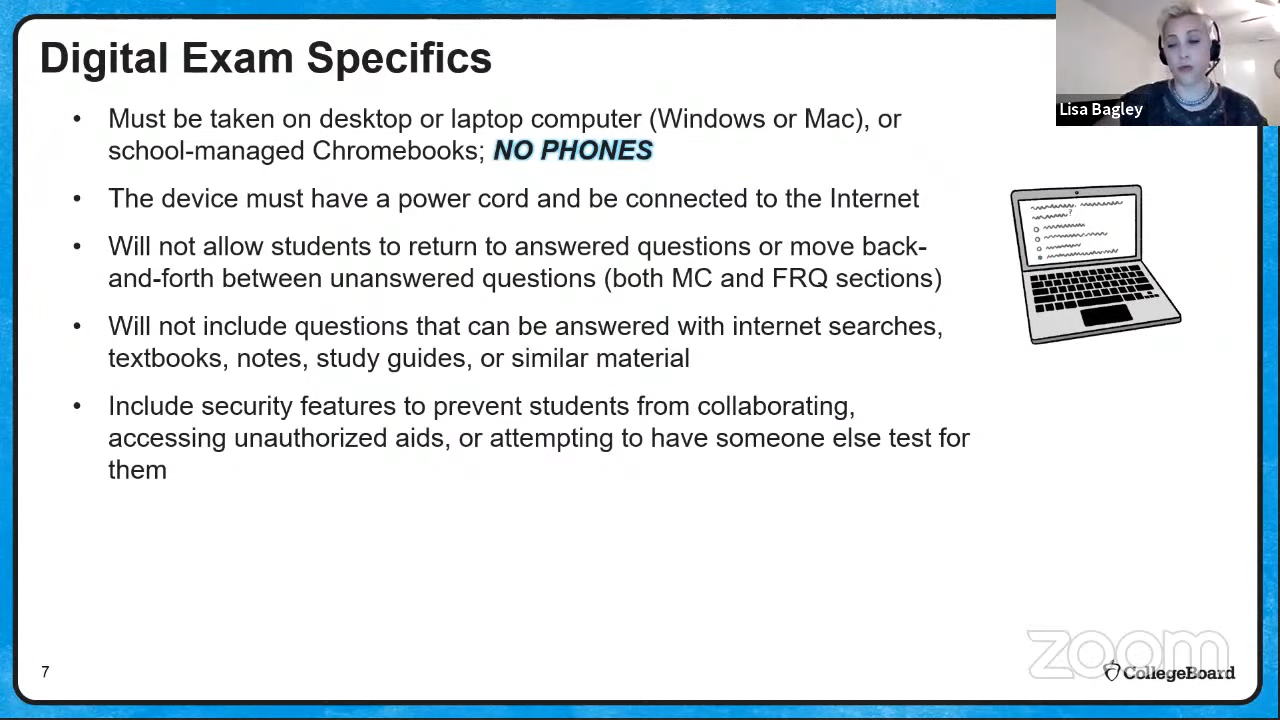 Digital Exam Specifics
Lisa Bagley
• Must be taken on desktop or laptop computer (Windows or Mac), or
school-managed Chromebooks; NO PHONES
• The device must have a power cord and be connected to the Internet
• Will not allow students to return to answered questions or move back-
and-forth between unanswered questions (both MC and FRQ sections)
• Will not include questions that can be answered with internet searches,
textbooks, notes, study guides, or similar material
• Include security features to prevent students from collaborating,
accessing unauthorized aids, or attempting to have someone else test for
them
7
zoom
CollegeBoard